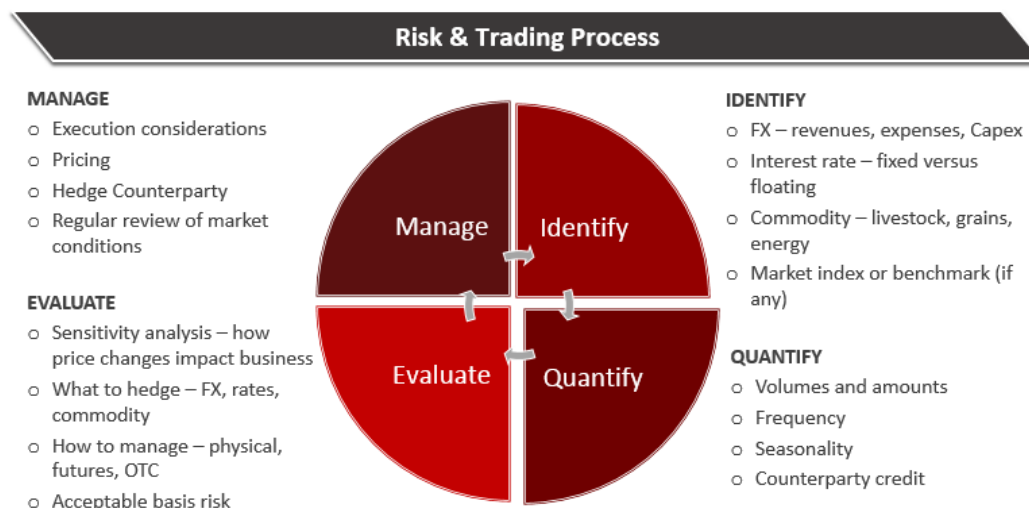 Risk & Trading Process
MANAGE
o Execution considerations
o Pricing
o Hedge Counterparty
o Regular review of market
conditions
EVALUATE
o Sensitivity analysis – how
price changes impact business
o What to hedge – FX, rates,
commodity
o How to manage – physical,
futures, OTC
o Acceptable basis risk
Manage
Identify
Evaluate
Quantify
IDENTIFY
o FX – revenues, expenses, Capex
o Interest rate – fixed versus
floating
o Commodity – livestock, grains,
energy
o Market index or benchmark (if
any)
QUANTIFY
o Volumes and amounts
o Frequency
o Seasonality
o Counterparty credit